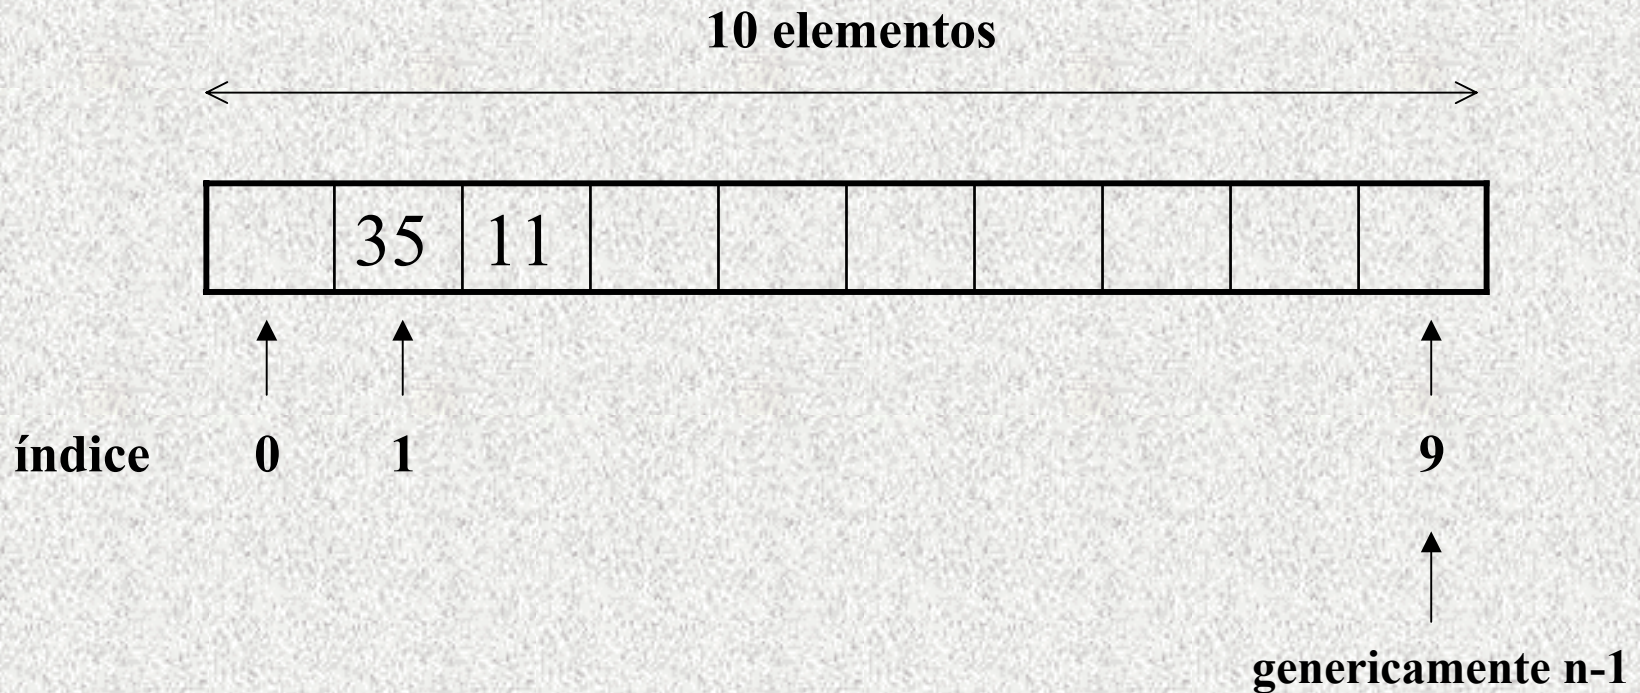 10 elementos
35 11
índice 0 1 9
genericamente n-1